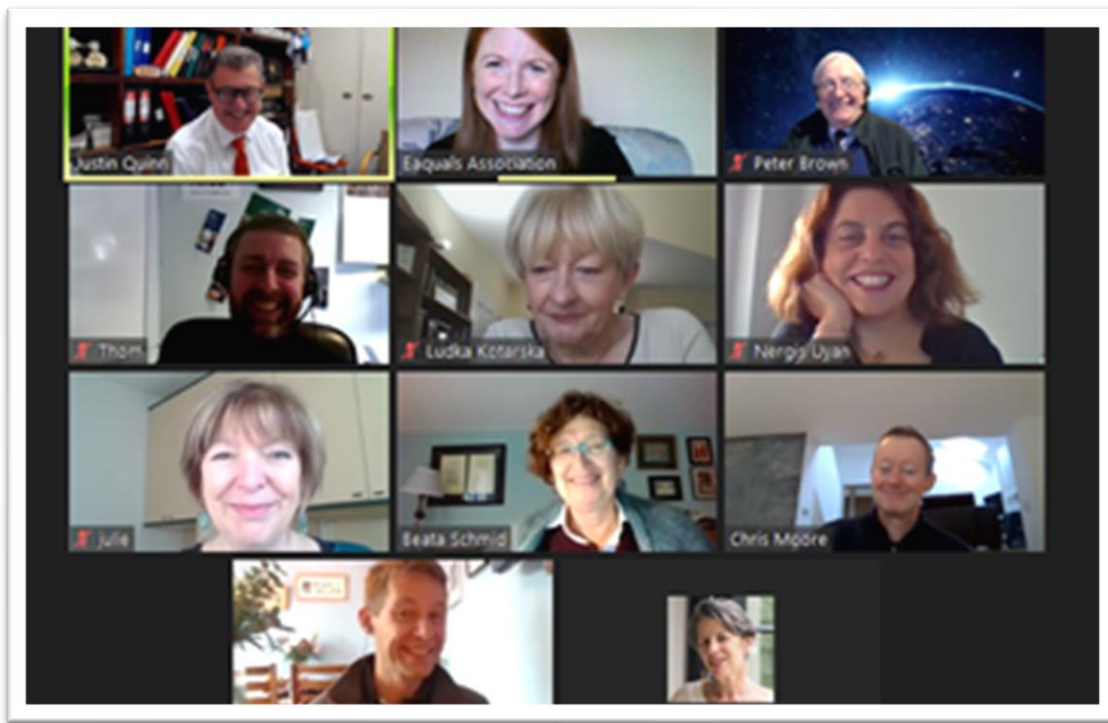 Justin Quinn
Eaquals Association
Peter Brown
Thom
Ludka Kotarska
Nergis Uyan
Julie
Beata Schmid
Chris Moore